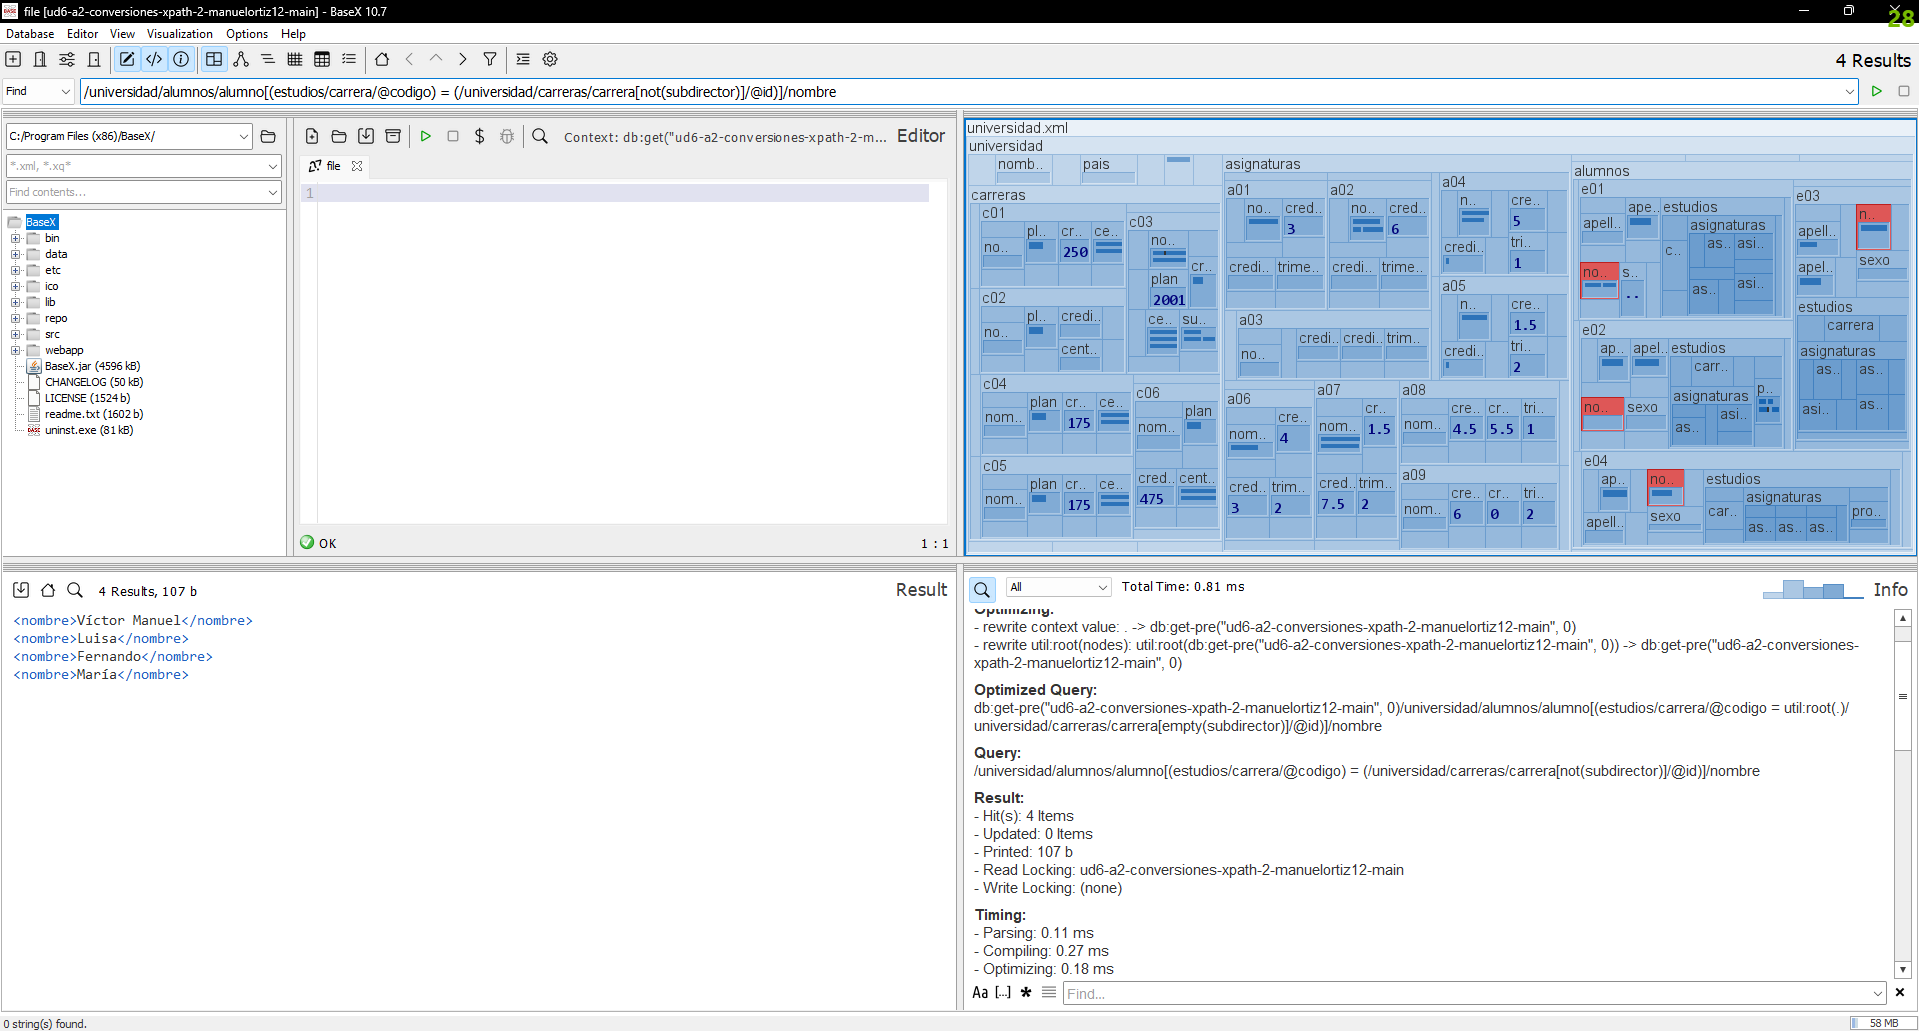 file [ud6-a2-conversiones-xpath-2-manuelortiz12-main] - BaseX 10.7
28
Database Editor View Visualization Options Help
4 Results
Find
/universidad/alumnos/alumno[(estudios/carrera/@codigo) = (/universidad/carreras/carrera[not(subdirector)]/@id)]/nombre
C:/Program Files (x86)/BaseX/
*.xml, *.xq*
Find contents...
BaseX
bin
data
etc
ico
lib
repo
src
webapp
BaseX.jar (4596 kB)
CHANGELOG (50 kB)
LICENSE (1524 b)
readme.txt (1602 b)
uninst.exe (81 kB)
Context: db:get("ud6-a2-conversiones-xpath-2-m... Editor
file
1
OK
1 : 1
universidad.xml
universidad
nomb.. pais
carreras
c01
no.. pl.. cr.. ce..
250
c02
no.. pl.. credi..
cent..
c03
no..
plan cr..
2001
ce.. su..
c04
nom.. plan cr.. ce..
175
c05
nom.. plan cr.. ce..
175
c06
nom.. plan
cred.. cent..
475
asignaturas
a01
no.. cred..
3
credi.. trime..
a02
no.. cred..
6
credi.. trime..
a03
no.. credi.. credi.. trim..
a04
n.. cre..
5
credi.. tri..
1
a05
n.. cre..
1.5
credi.. tri..
2
a06
nom.. cre..
4
cred.. trim..
3 2
a07
nom.. cr..
1.5
cred.. trim..
7.5 2
a08
nom.. cre.. cre.. tri..
4.5 5.5 1
a09
nom.. cre.. cr.. tri..
6 0 2
alumnos
e01
apell.. ape.. estudios
asignaturas
c.. as.. asi..
no.. s.. as.. asi..
..
e02
ap.. apel.. estudios
carr..
asignaturas p..
no.. sexo as.. asi..
e03
apell.. n..
apel.. sexo
estudios
carrera
asignaturas
as.. as..
asi.. as..
e04
ap.. no.. estudios
asignaturas
apell.. sexo car.. as.. as.. as.. pro..
4 Results, 107 b
Result
<nombre>Víctor Manuel</nombre>
<nombre>Luisa</nombre>
<nombre>Fernando</nombre>
<nombre>María</nombre>
All
Total Time: 0.81 ms
Info
Optimizing:
- rewrite context value: . -> db:get-pre("ud6-a2-conversiones-xpath-2-manuelortiz12-main", 0)
- rewrite util:root(nodes): util:root(db:get-pre("ud6-a2-conversiones-xpath-2-manuelortiz12-main", 0)) -> db:get-pre("ud6-a2-conversiones-
xpath-2-manuelortiz12-main", 0)
Optimized Query:
db:get-pre("ud6-a2-conversiones-xpath-2-manuelortiz12-main", 0)/universidad/alumnos/alumno[(estudios/carrera/@codigo = util:root(.)/
universidad/carreras/carrera[empty(subdirector)]/@id)]/nombre
Query:
/universidad/alumnos/alumno[(estudios/carrera/@codigo) = (/universidad/carreras/carrera[not(subdirector)]/@id)]/nombre
Result:
- Hit(s): 4 Items
- Updated: 0 Items
- Printed: 107 b
- Read Locking: ud6-a2-conversiones-xpath-2-manuelortiz12-main
- Write Locking: (none)
Timing:
- Parsing: 0.11 ms
- Compiling: 0.27 ms
- Optimizing: 0.18 ms
Aa [...] *
Find...
0 string(s) found.
58 MB